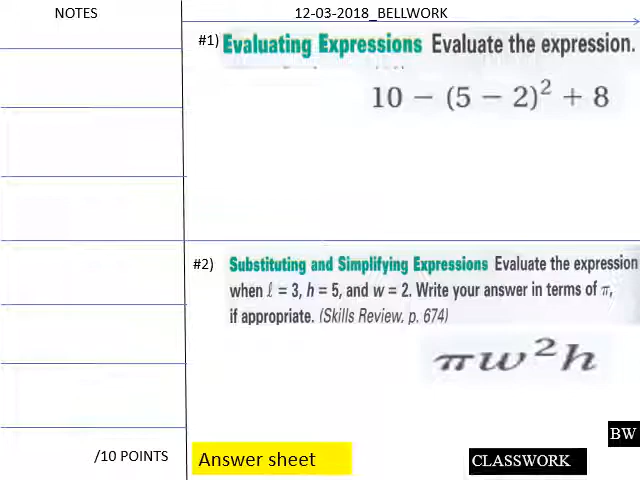 NOTES
12-03-2018_BELLWORK
#1) Evaluating Expressions Evaluate the expression.
10 − (5 − 2)² + 8
#2) Substituting and Simplifying Expressions Evaluate the expression
when ℓ = 3, h = 5, and w = 2. Write your answer in terms of π,
if appropriate. (Skills Review, p. 674)
πw²h
BW
/10 POINTS
Answer sheet
CLASSWORK